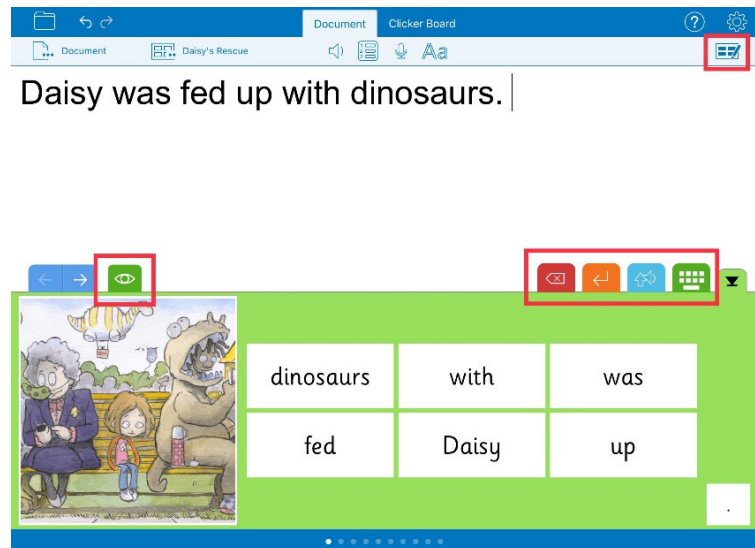 Document Clicker Board ?
Document Daisy's Rescue Aa
Daisy was fed up with dinosaurs.
dinosaurs with was
fed Daisy up
.